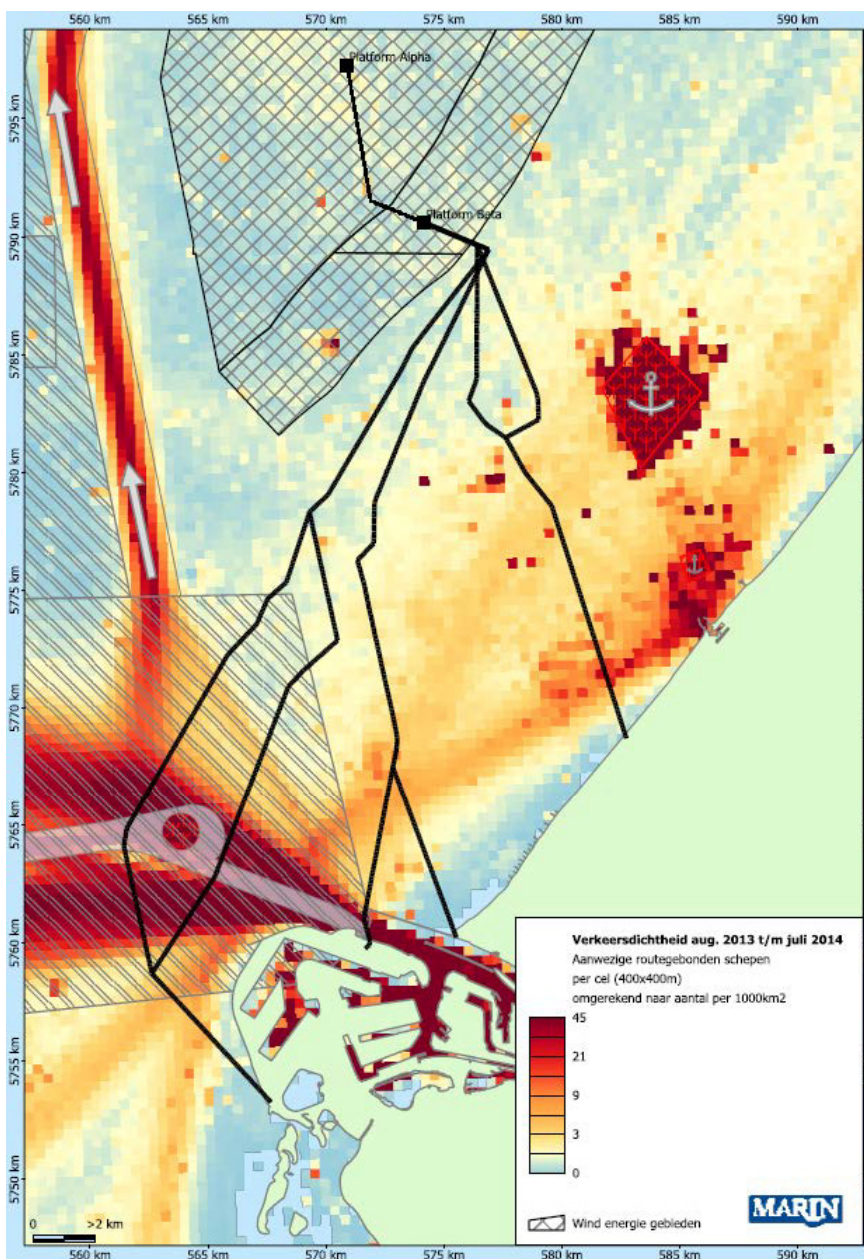 560 km 565 km 570 km 575 km 580 km 585 km 590 km
5795 km
5790 km
5785 km
5780 km
5775 km
5770 km
5765 km
5760 km
5755 km
5750 km
Platform Alpha
Platform Beta
Verkeersdichtheid aug. 2013 t/m juli 2014
Aanwezige routegebonden schepen
per cel (400x400m)
omgerekend naar aantal per 1000km2
45
21
9
3
0
Wind energie gebieden
MARIN
0 >2 km
560 km 565 km 570 km 575 km 580 km 585 km 590 km